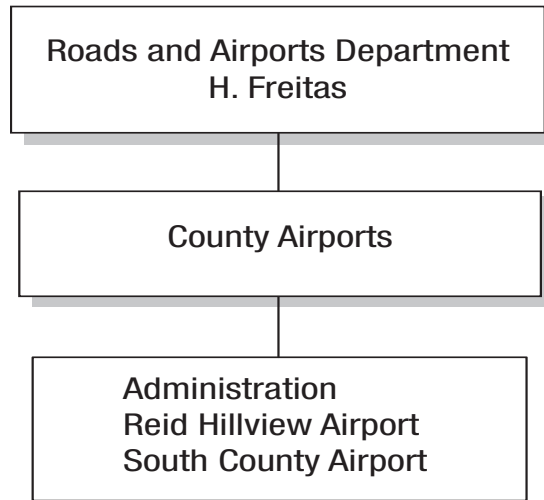 Roads and Airports Department
H. Freitas
County Airports
Administration
Reid Hillview Airport
South County Airport